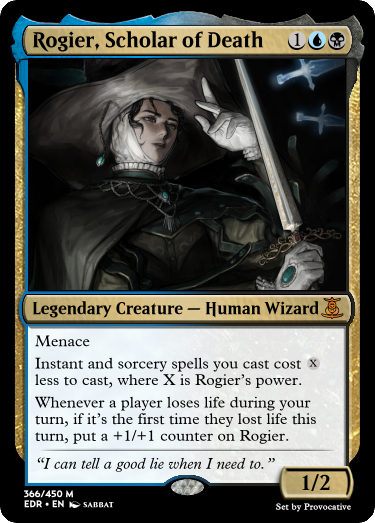 Rogier, Scholar of Death 1
Legendary Creature — Human Wizard
Menace
Instant and sorcery spells you cast cost X
less to cast, where X is Rogier's power.
Whenever a player loses life during your
turn, if it's the first time they lost life this
turn, put a +1/+1 counter on Rogier.
"I can tell a good lie when I need to."
1/2
366/450 M
EDR • EN SABBAT
Set by Provocative